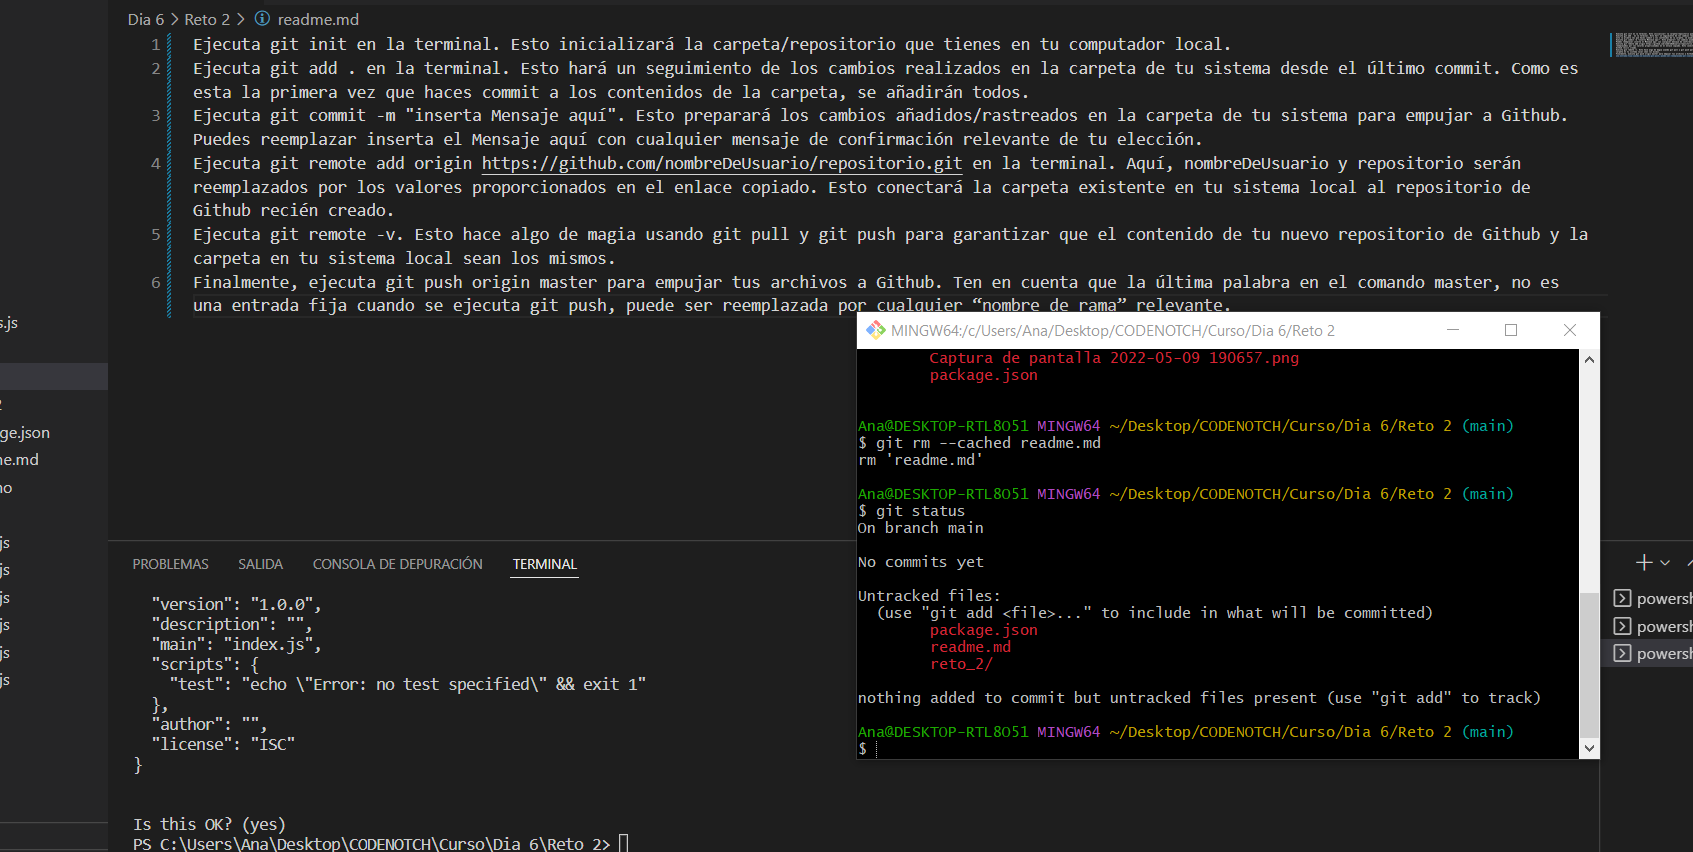 Dia 6 > Reto 2 > readme.md
1 Ejecuta git init en la terminal. Esto inicializará la carpeta/repositorio que tienes en tu computador local.
2 Ejecuta git add . en la terminal. Esto hará un seguimiento de los cambios realizados en la carpeta de tu sistema desde el último commit. Como es
esta la primera vez que haces commit a los contenidos de la carpeta, se añadirán todos.
3 Ejecuta git commit -m "inserta Mensaje aquí". Esto preparará los cambios añadidos/rastreados en la carpeta de tu sistema para empujar a Github.
Puedes reemplazar inserta el Mensaje aquí con cualquier mensaje de confirmación relevante de tu elección.
4 Ejecuta git remote add origin https://github.com/nombreDeUsuario/repositorio.git en la terminal. Aquí, nombreDeUsuario y repositorio serán
reemplazados por los valores proporcionados en el enlace copiado. Esto conectará la carpeta existente en tu sistema local al repositorio de
Github recién creado.
5 Ejecuta git remote -v. Esto hace algo de magia usando git pull y git push para garantizar que el contenido de tu nuevo repositorio de Github y la
carpeta en tu sistema local sean los mismos.
6 Finalmente, ejecuta git push origin master para empujar tus archivos a Github. Ten en cuenta que la última palabra en el comando master, no es
una entrada fija cuando se ejecuta git push, puede ser reemplazada por cualquier “nombre de rama” relevante.
s.js
2
ge.json
ne.md
no
js
js
js
js
js
js
MINGW64:/c/Users/Ana/Desktop/CODENOTCH/Curso/Dia 6/Reto 2
Captura de pantalla 2022-05-09 190657.png
package.json
Ana@DESKTOP-RTL8O51 MINGW64 ~/Desktop/CODENOTCH/Curso/Dia 6/Reto 2 (main)
$ git rm --cached readme.md
rm 'readme.md'
Ana@DESKTOP-RTL8O51 MINGW64 ~/Desktop/CODENOTCH/Curso/Dia 6/Reto 2 (main)
$ git status
On branch main
No commits yet
Untracked files:
(use "git add <file>..." to include in what will be committed)
package.json
readme.md
reto_2/
nothing added to commit but untracked files present (use "git add" to track)
Ana@DESKTOP-RTL8O51 MINGW64 ~/Desktop/CODENOTCH/Curso/Dia 6/Reto 2 (main)
$
PROBLEMAS SALIDA CONSOLA DE DEPURACIÓN TERMINAL
"version": "1.0.0",
"description": "",
"main": "index.js",
"scripts": {
"test": "echo \"Error: no test specified\" && exit 1"
},
"author": "",
"license": "ISC"
}
Is this OK? (yes)
PS C:\Users\Ana\Desktop\CODENOTCH\Curso\Dia 6\Reto 2>
powersh
powersh
powersh